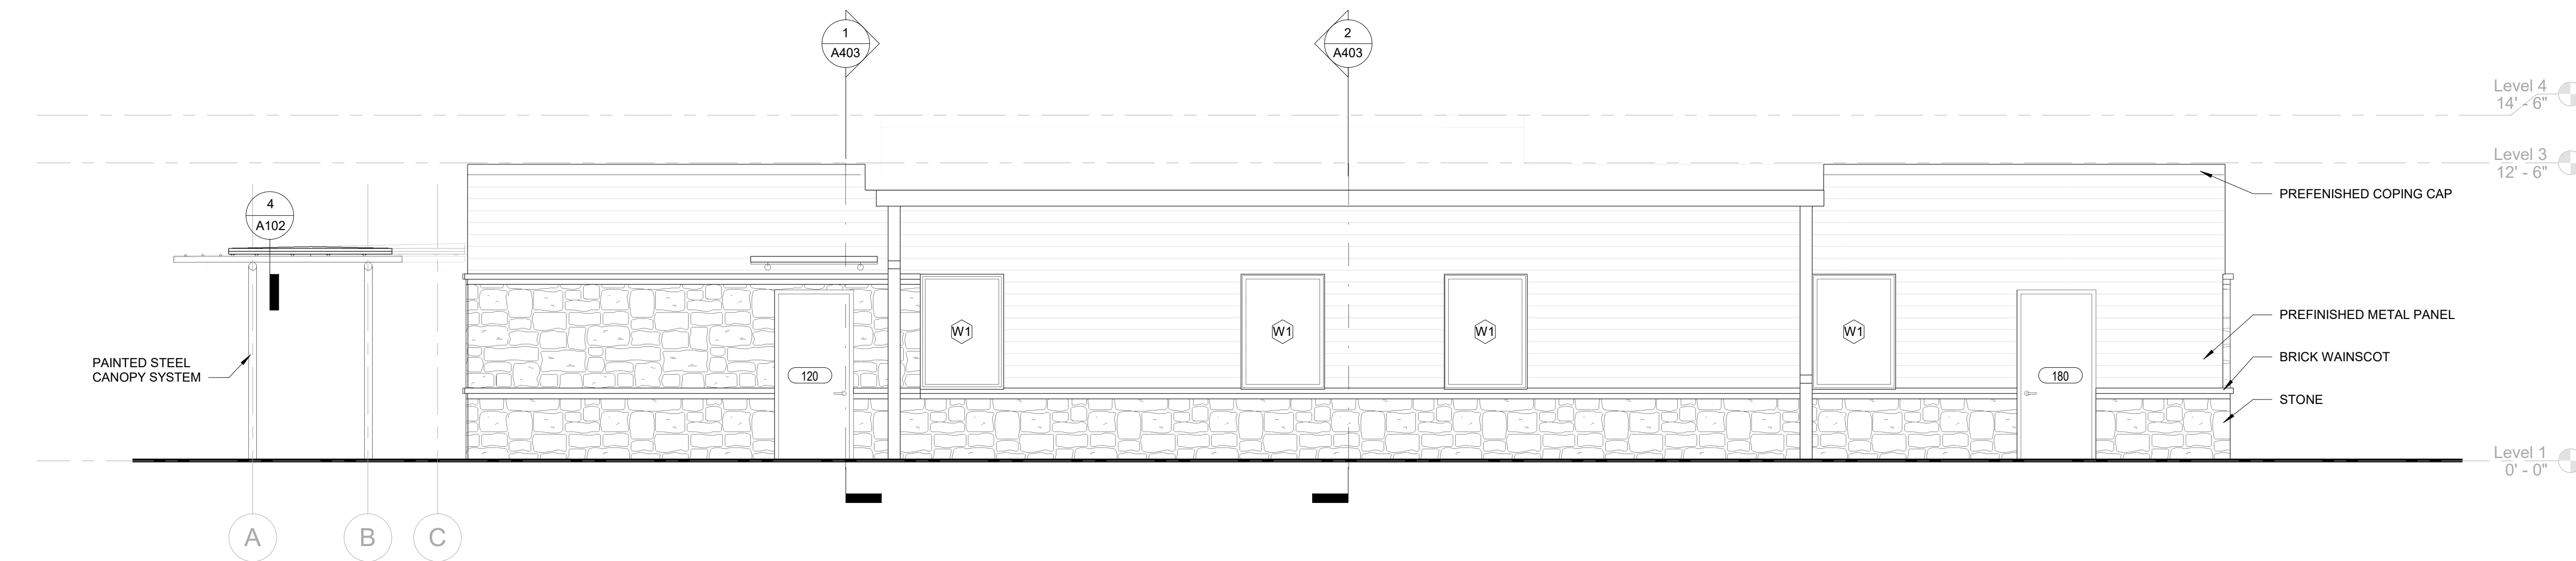 1
A403
2
A403
Level 4
14' - 6"
Level 3
12' - 6"
PREFENISHED COPING CAP
4
A102
W1
W1
W1
W1
PREFINISHED METAL PANEL
BRICK WAINSCOT
PAINTED STEEL
CANOPY SYSTEM
120
180
STONE
Level 1
0' - 0"
A
B
C